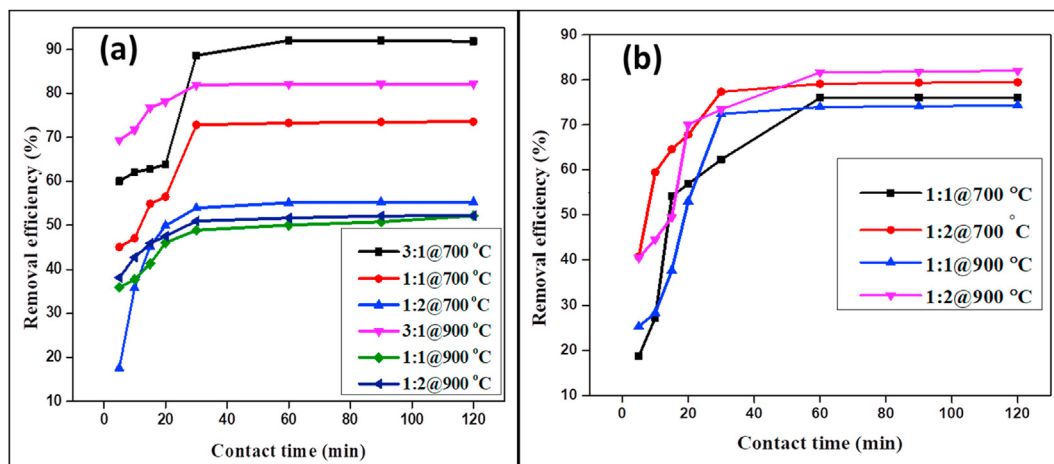 (a)
Removal efficiency (%)
90
80
70
60
50
40
30
20
10
0 20 40 60 80 100 120
Contact time (min)
3:1@700 °C
1:1@700 °C
1:2@700 °C
3:1@900 °C
1:1@900 °C
1:2@900 °C
(b)
Removal efficiency (%)
90
80
70
60
50
40
30
20
10
0 20 40 60 80 100 120
Contact time (min)
1:1@700 °C
1:2@700 °C
1:1@900 °C
1:2@900 °C